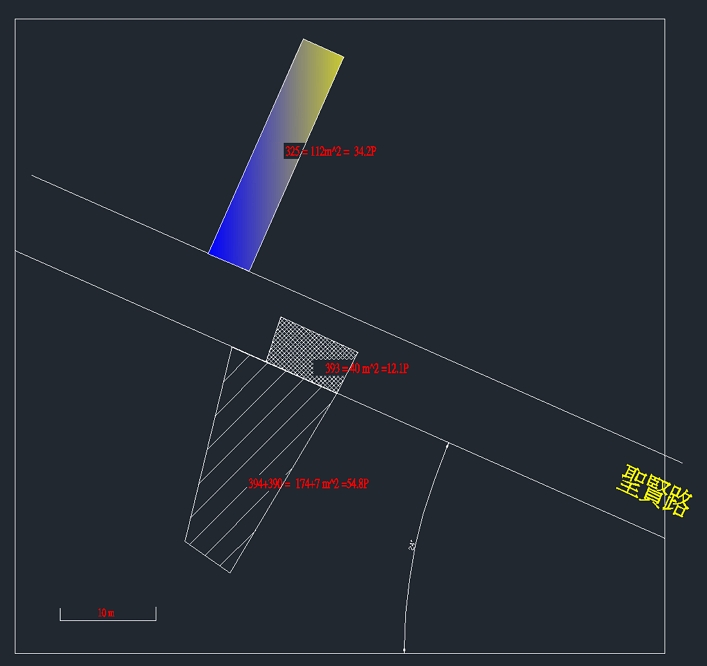 325 = 112m^2 = 34.2P
393 = 40 m^2 =12.1P
394+390 = 174+7 m^2 =54.8P
聖賢路
24°
10 m